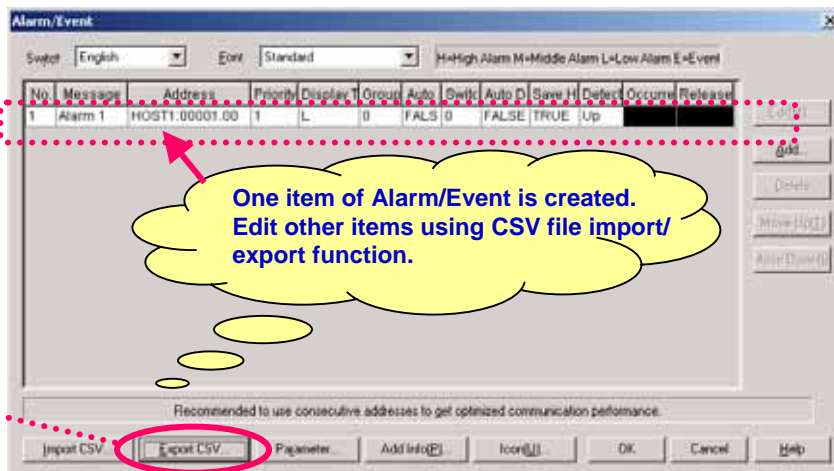 Alarm/Event
Switch English Font Standard H=High Alarm M=Middle Alarm L=Low Alarm E=Event
No. Message Address Priority Display T Group Auto Switc Auto D Save H Detect Occurre Release
1 Alarm 1 HOST1:00001.00 1 L 0 FALS 0 FALSE TRUE Up
Add...
Delete
Move Up
One item of Alarm/Event is created.
Edit other items using CSV file import/
export function.
Recommended to use consecutive addresses to get optimized communication performance.
Import CSV... Export CSV... Parameter... Add Info(P)... Icon(U)... OK Cancel Help